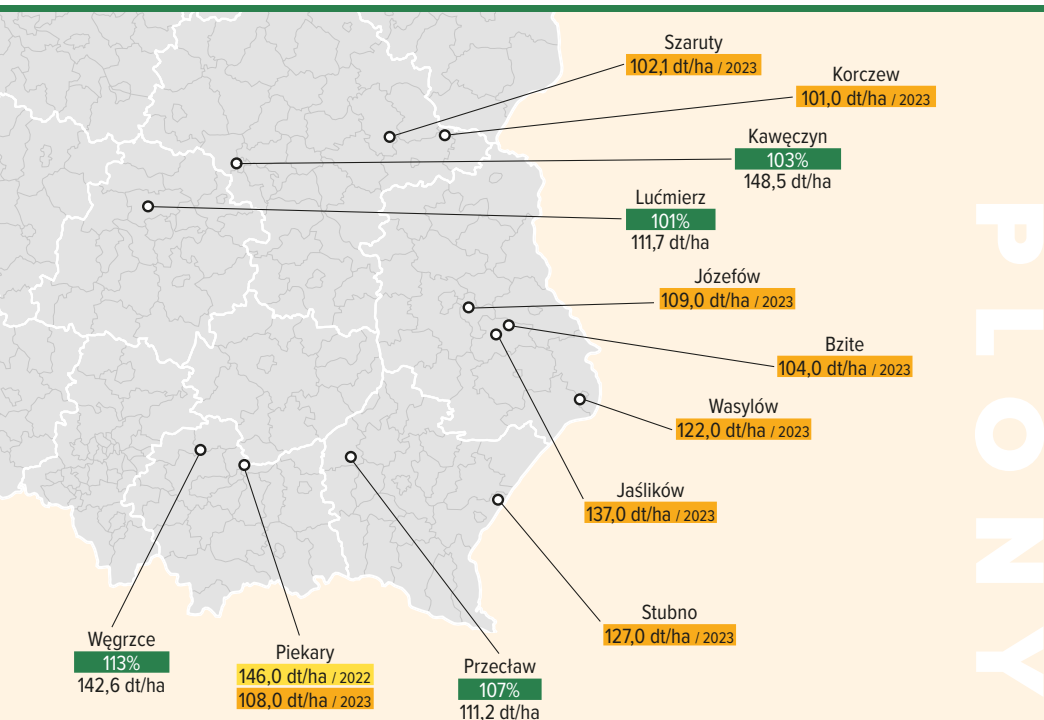 Szaruty
102,1 dt/ha / 2023
Korczew
101,0 dt/ha / 2023
Kawęczyn
103%
148,5 dt/ha
Lućmierz
101%
111,7 dt/ha
Józefów
109,0 dt/ha / 2023
Bzite
104,0 dt/ha / 2023
Wasylów
122,0 dt/ha / 2023
Jaślików
137,0 dt/ha / 2023
Stubno
127,0 dt/ha / 2023
Węgrzce
113%
142,6 dt/ha
Piekary
146,0 dt/ha / 2022
108,0 dt/ha / 2023
Przecław
107%
111,2 dt/ha
PLONY